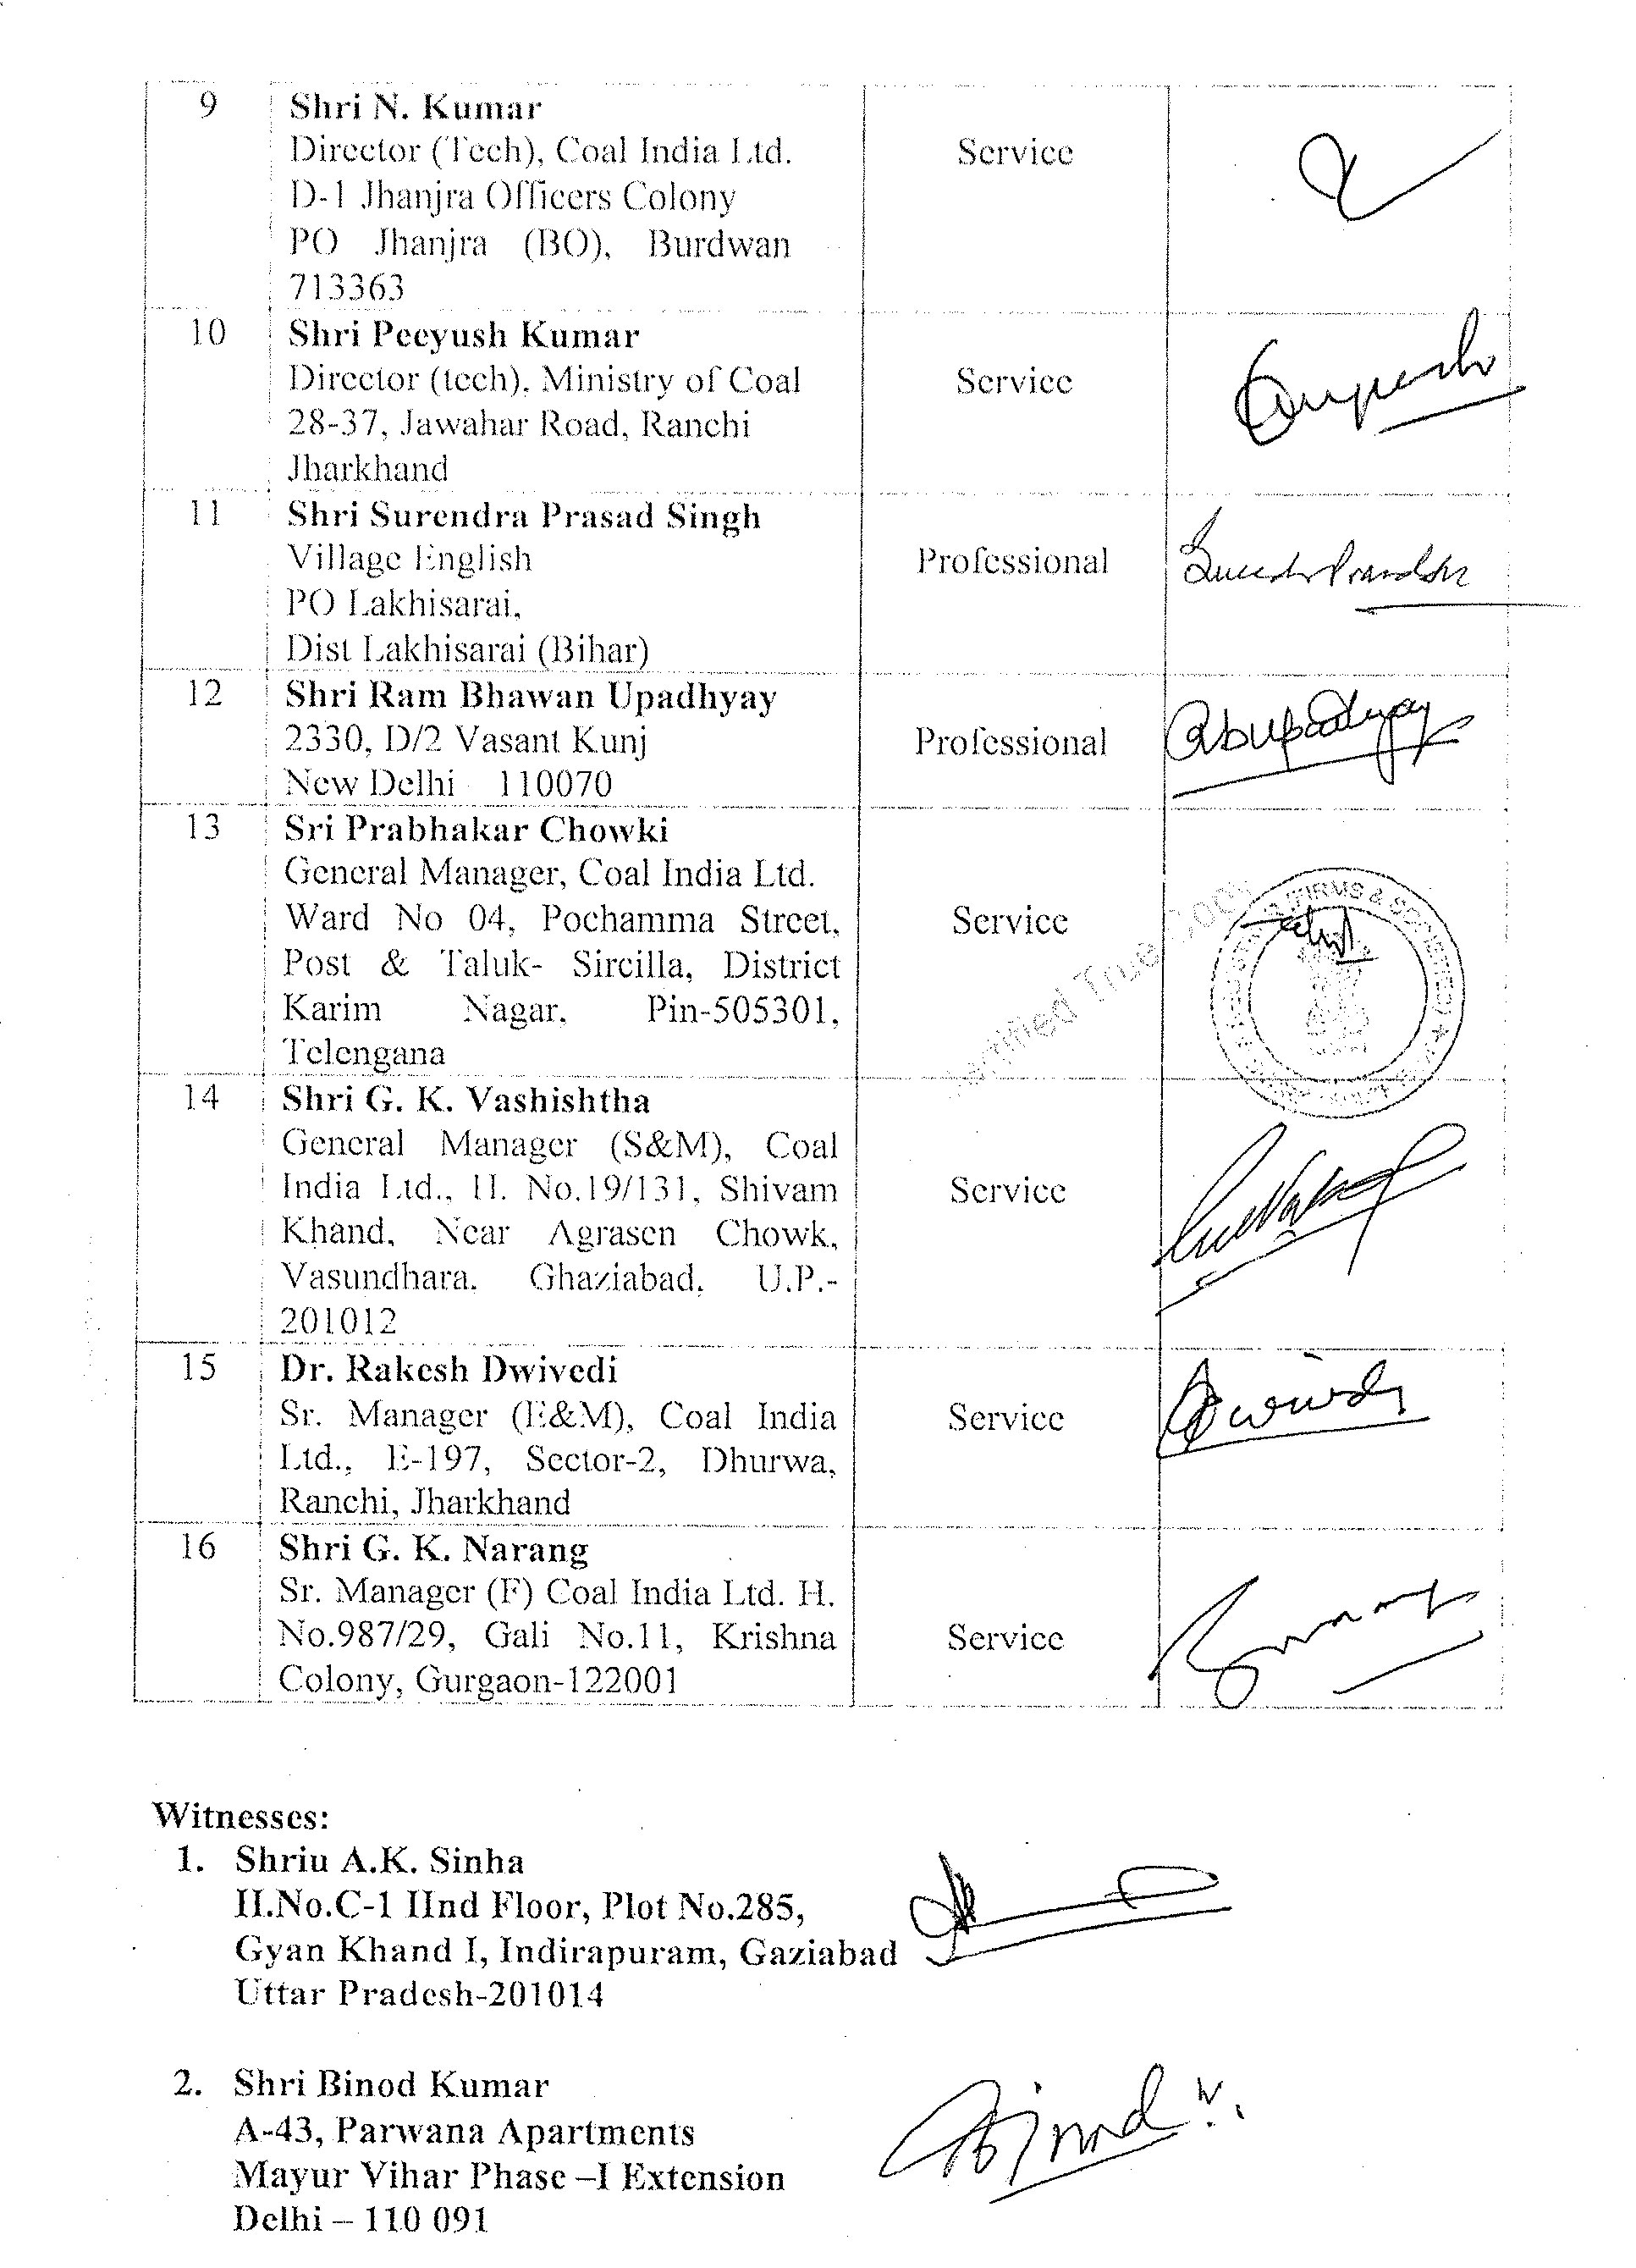 9 Shri N. Kumar
Director (Tech), Coal India Ltd.
D-1 Jhanjra Officers Colony
PO Jhanjra (BO), Burdwan
713363
Service
10 Shri Peeyush Kumar
Director (tech), Ministry of Coal
28-37, Jawahar Road, Ranchi
Jharkhand
Service
11 Shri Surendra Prasad Singh
Village English
PO Lakhisarai,
Dist Lakhisarai (Bihar)
Professional
12 Shri Ram Bhawan Upadhyay
2330, D/2 Vasant Kunj
New Delhi 110070
Professional
Rbupadhyay
13 Sri Prabhakar Chowki
General Manager, Coal India Ltd.
Ward No 04, Pochamma Street,
Post & Taluk- Sircilla, District
Karim Nagar, Pin-505301,
Telengana
Service
Certified True Copy
FIRMS & SOCIETIES
14 Shri G. K. Vashishtha
General Manager (S&M), Coal
India Ltd., H. No.19/131, Shivam
Khand, Near Agrasen Chowk,
Vasundhara, Ghaziabad, U.P.-
201012
Service
15 Dr. Rakesh Dwivedi
Sr. Manager (E&M), Coal India
Ltd., E-197, Sector-2, Dhurwa,
Ranchi, Jharkhand
Service
16 Shri G. K. Narang
Sr. Manager (F) Coal India Ltd. H.
No.987/29, Gali No.11, Krishna
Colony, Gurgaon-122001
Service
Witnesses:
1. Shriu A.K. Sinha
H.No.C-1 IInd Floor, Plot No.285,
Gyan Khand I, Indirapuram, Gaziabad
Uttar Pradesh-201014
2. Shri Binod Kumar
A-43, Parwana Apartments
Mayur Vihar Phase –I Extension
Delhi – 110 091